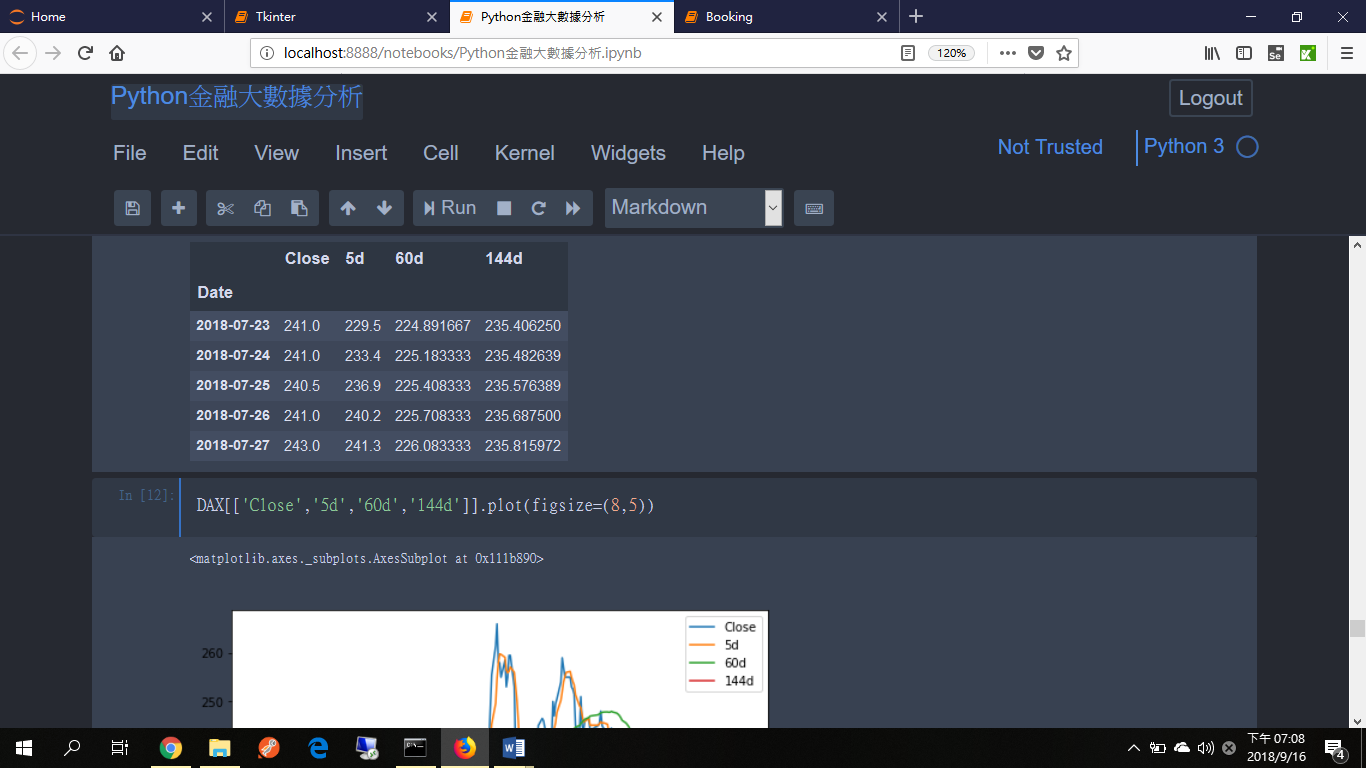 Home
Tkinter
Python金融大數據分析
Booking
localhost:8888/notebooks/Python金融大數據分析.ipynb
120%
Python金融大數據分析
Logout
File Edit View Insert Cell Kernel Widgets Help
Not Trusted
Python 3
Run
Markdown
Close 5d 60d 144d
Date
2018-07-23 241.0 229.5 224.891667 235.406250
2018-07-24 241.0 233.4 225.183333 235.482639
2018-07-25 240.5 236.9 225.408333 235.576389
2018-07-26 241.0 240.2 225.708333 235.687500
2018-07-27 243.0 241.3 226.083333 235.815972
In [12]:
DAX[['Close','5d','60d','144d']].plot(figsize=(8,5))
<matplotlib.axes._subplots.AxesSubplot at 0x111b890>
Close
5d
60d
144d
260
250
下午 07:08
2018/9/16
4